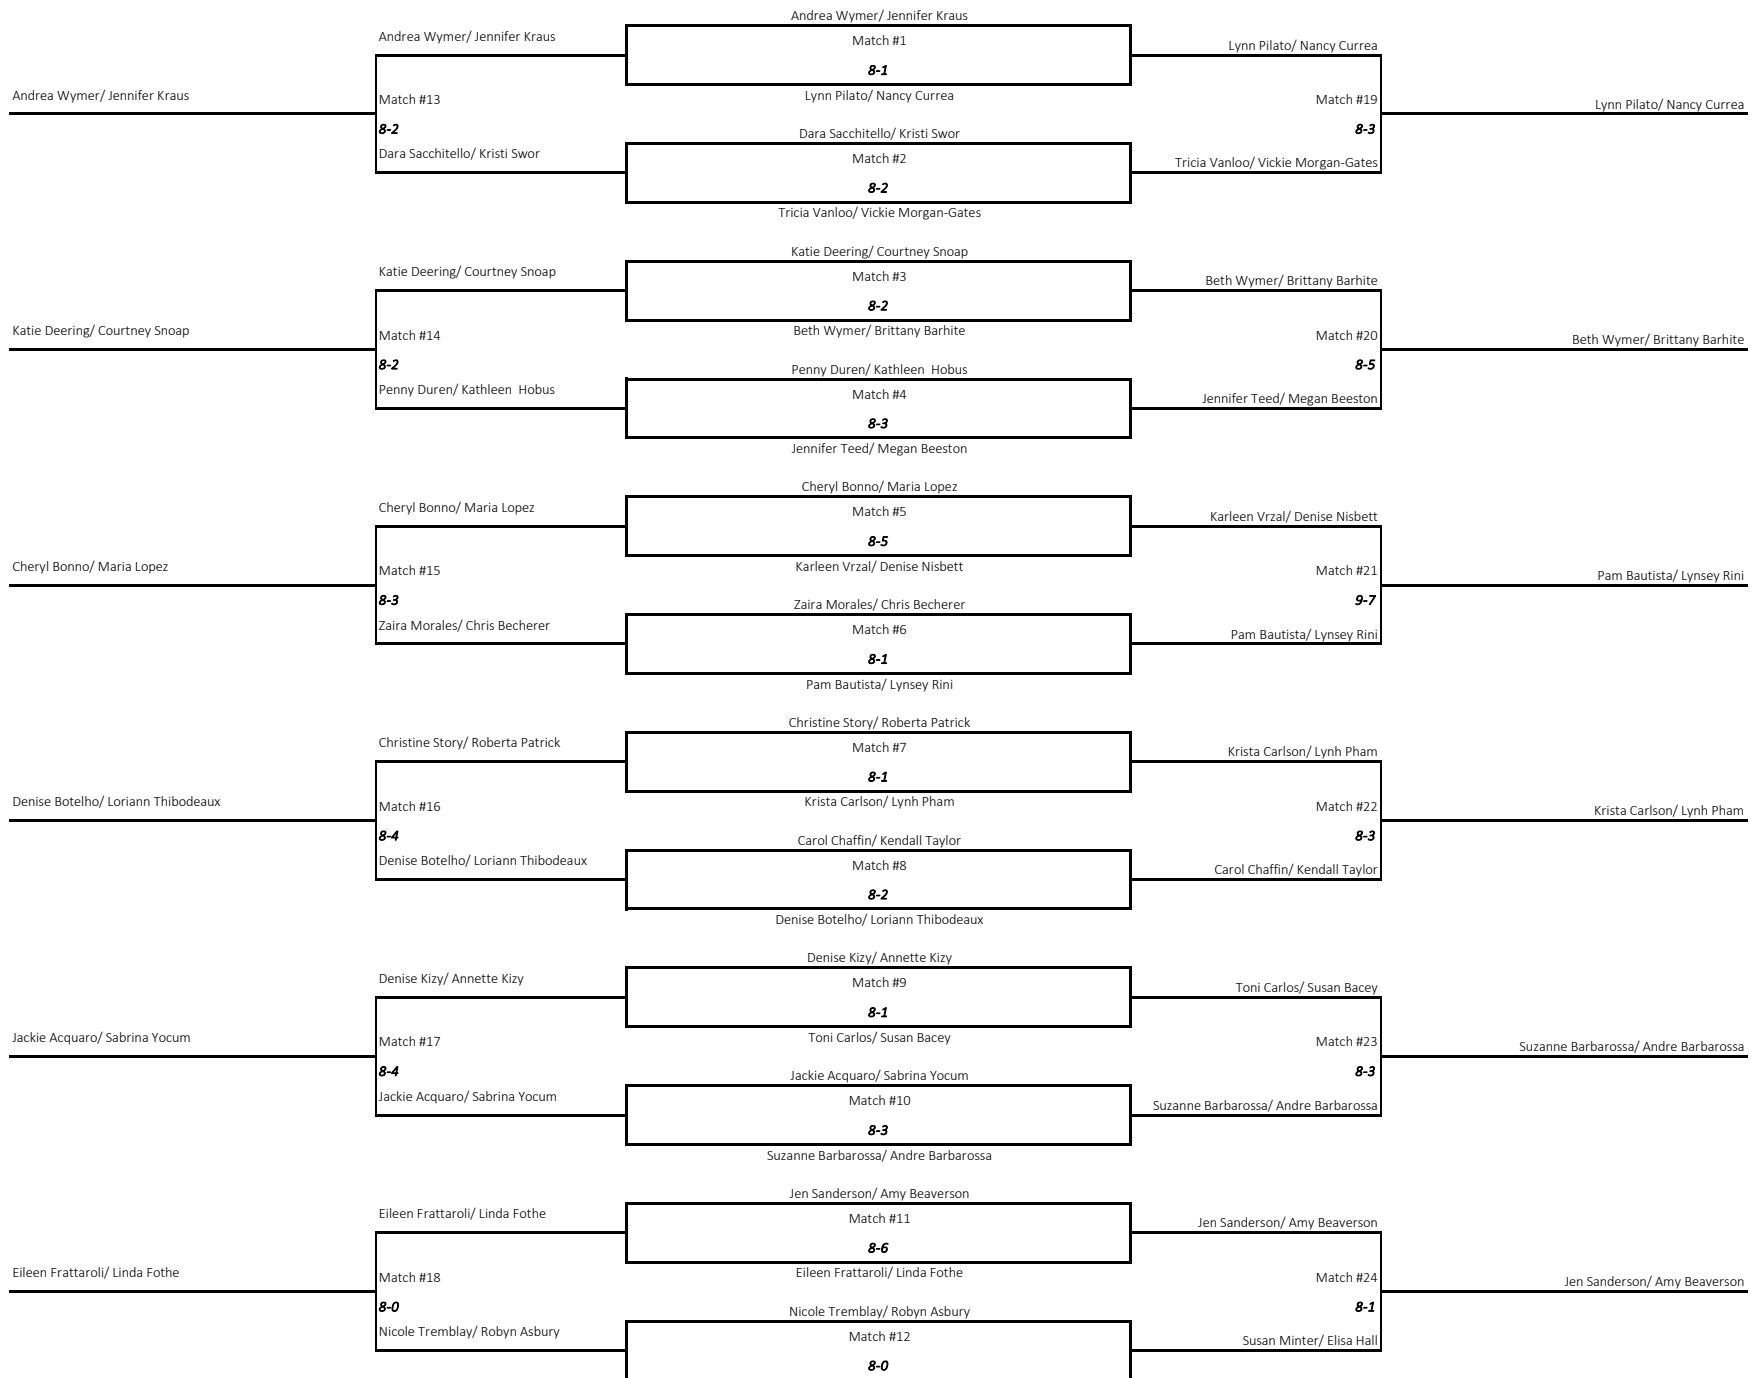 Andrea Wymer/ Jennifer Kraus
Andrea Wymer/ Jennifer Kraus
Match #1
Lynn Pilato/ Nancy Currea
8-1
Andrea Wymer/ Jennifer Kraus
Match #13
Lynn Pilato/ Nancy Currea
Match #19
Lynn Pilato/ Nancy Currea
8-2
Dara Sacchitello/ Kristi Swor
8-3
Dara Sacchitello/ Kristi Swor
Match #2
Tricia Vanloo/ Vickie Morgan-Gates
8-2
Tricia Vanloo/ Vickie Morgan-Gates
Katie Deering/ Courtney Snoap
Katie Deering/ Courtney Snoap
Match #3
Beth Wymer/ Brittany Barhite
8-2
Katie Deering/ Courtney Snoap
Match #14
Beth Wymer/ Brittany Barhite
Match #20
Beth Wymer/ Brittany Barhite
8-2
Penny Duren/ Kathleen  Hobus
8-5
Penny Duren/ Kathleen  Hobus
Match #4
Jennifer Teed/ Megan Beeston
8-3
Jennifer Teed/ Megan Beeston
Cheryl Bonno/ Maria Lopez
Cheryl Bonno/ Maria Lopez
Match #5
Karleen Vrzal/ Denise Nisbett
8-5
Cheryl Bonno/ Maria Lopez
Match #15
Karleen Vrzal/ Denise Nisbett
Match #21
Pam Bautista/ Lynsey Rini
8-3
Zaira Morales/ Chris Becherer
9-7
Zaira Morales/ Chris Becherer
Match #6
Pam Bautista/ Lynsey Rini
8-1
Pam Bautista/ Lynsey Rini
Christine Story/ Roberta Patrick
Christine Story/ Roberta Patrick
Match #7
Krista Carlson/ Lynh Pham
8-1
Denise Botelho/ Loriann Thibodeaux
Match #16
Krista Carlson/ Lynh Pham
Match #22
Krista Carlson/ Lynh Pham
8-4
Carol Chaffin/ Kendall Taylor
8-3
Denise Botelho/ Loriann Thibodeaux
Match #8
Carol Chaffin/ Kendall Taylor
8-2
Denise Botelho/ Loriann Thibodeaux
Denise Kizy/ Annette Kizy
Denise Kizy/ Annette Kizy
Match #9
Toni Carlos/ Susan Bacey
8-1
Jackie Acquaro/ Sabrina Yocum
Match #17
Toni Carlos/ Susan Bacey
Match #23
Suzanne Barbarossa/ Andre Barbarossa
8-4
Jackie Acquaro/ Sabrina Yocum
8-3
Jackie Acquaro/ Sabrina Yocum
Match #10
Suzanne Barbarossa/ Andre Barbarossa
8-3
Suzanne Barbarossa/ Andre Barbarossa
Jen Sanderson/ Amy Beaverson
Eileen Frattaroli/ Linda Fothe
Match #11
Jen Sanderson/ Amy Beaverson
8-6
Eileen Frattaroli/ Linda Fothe
Match #18
Eileen Frattaroli/ Linda Fothe
Match #24
Jen Sanderson/ Amy Beaverson
8-0
Nicole Tremblay/ Robyn Asbury
8-1
Nicole Tremblay/ Robyn Asbury
Match #12
Susan Minter/ Elisa Hall
8-0